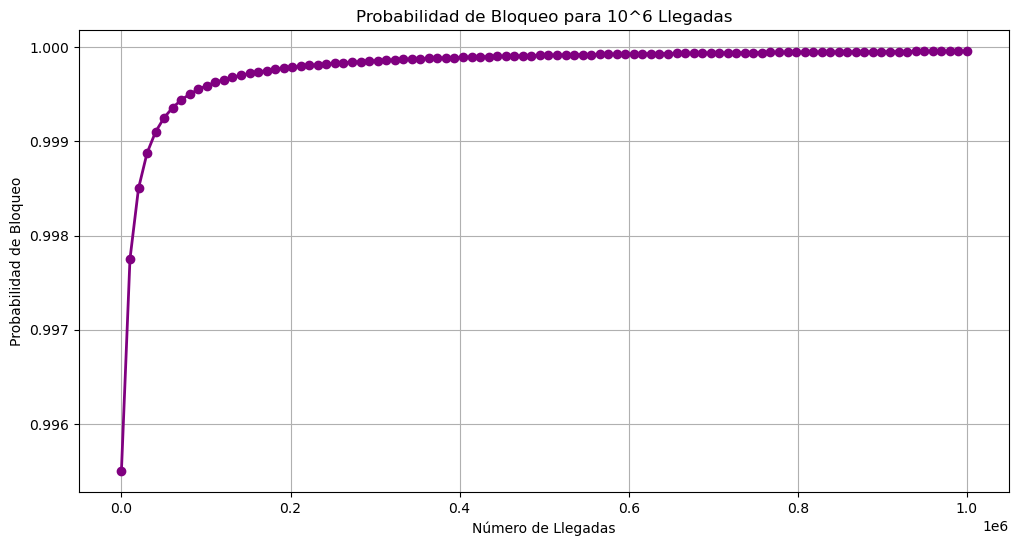 Probabilidad de Bloqueo para 10^6 Llegadas
1.000
0.999
0.998
0.997
0.996
Probabilidad de Bloqueo
0.0
0.2
0.4
0.6
0.8
1.0
1e6
Número de Llegadas